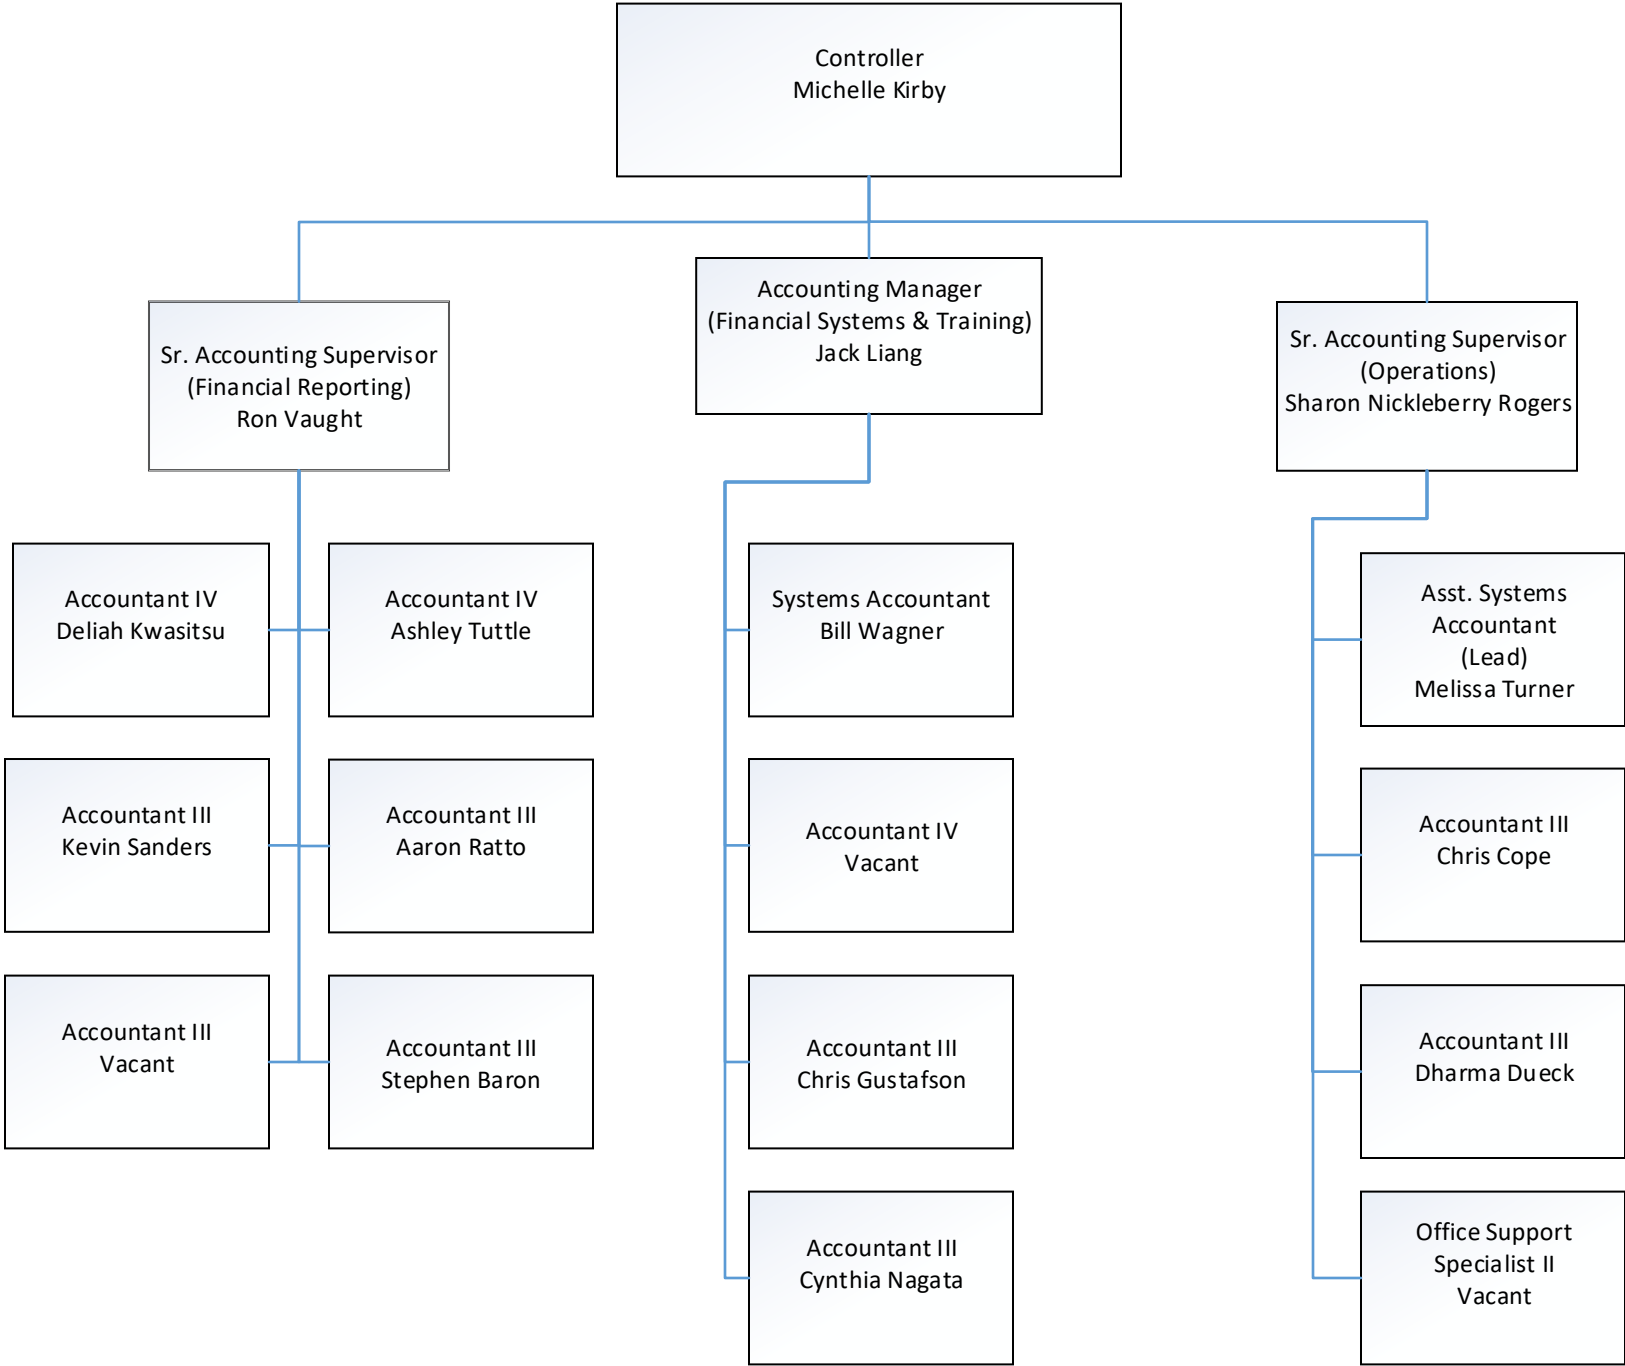 Controller
Michelle Kirby
Accounting Manager
(Financial Systems & Training)
Jack Liang
Sr. Accounting Supervisor
(Financial Reporting)
Ron Vaught
Sr. Accounting Supervisor
(Operations)
Sharon Nickleberry Rogers
Accountant IV
Deliah Kwasitsu
Accountant IV
Ashley Tuttle
Systems Accountant
Bill Wagner
Asst. Systems
Accountant
(Lead)
Melissa Turner
Accountant III
Kevin Sanders
Accountant III
Aaron Ratto
Accountant IV
Vacant
Accountant III
Chris Cope
Accountant III
Vacant
Accountant III
Stephen Baron
Accountant III
Chris Gustafson
Accountant III
Dharma Dueck
Accountant III
Cynthia Nagata
Office Support
Specialist II
Vacant